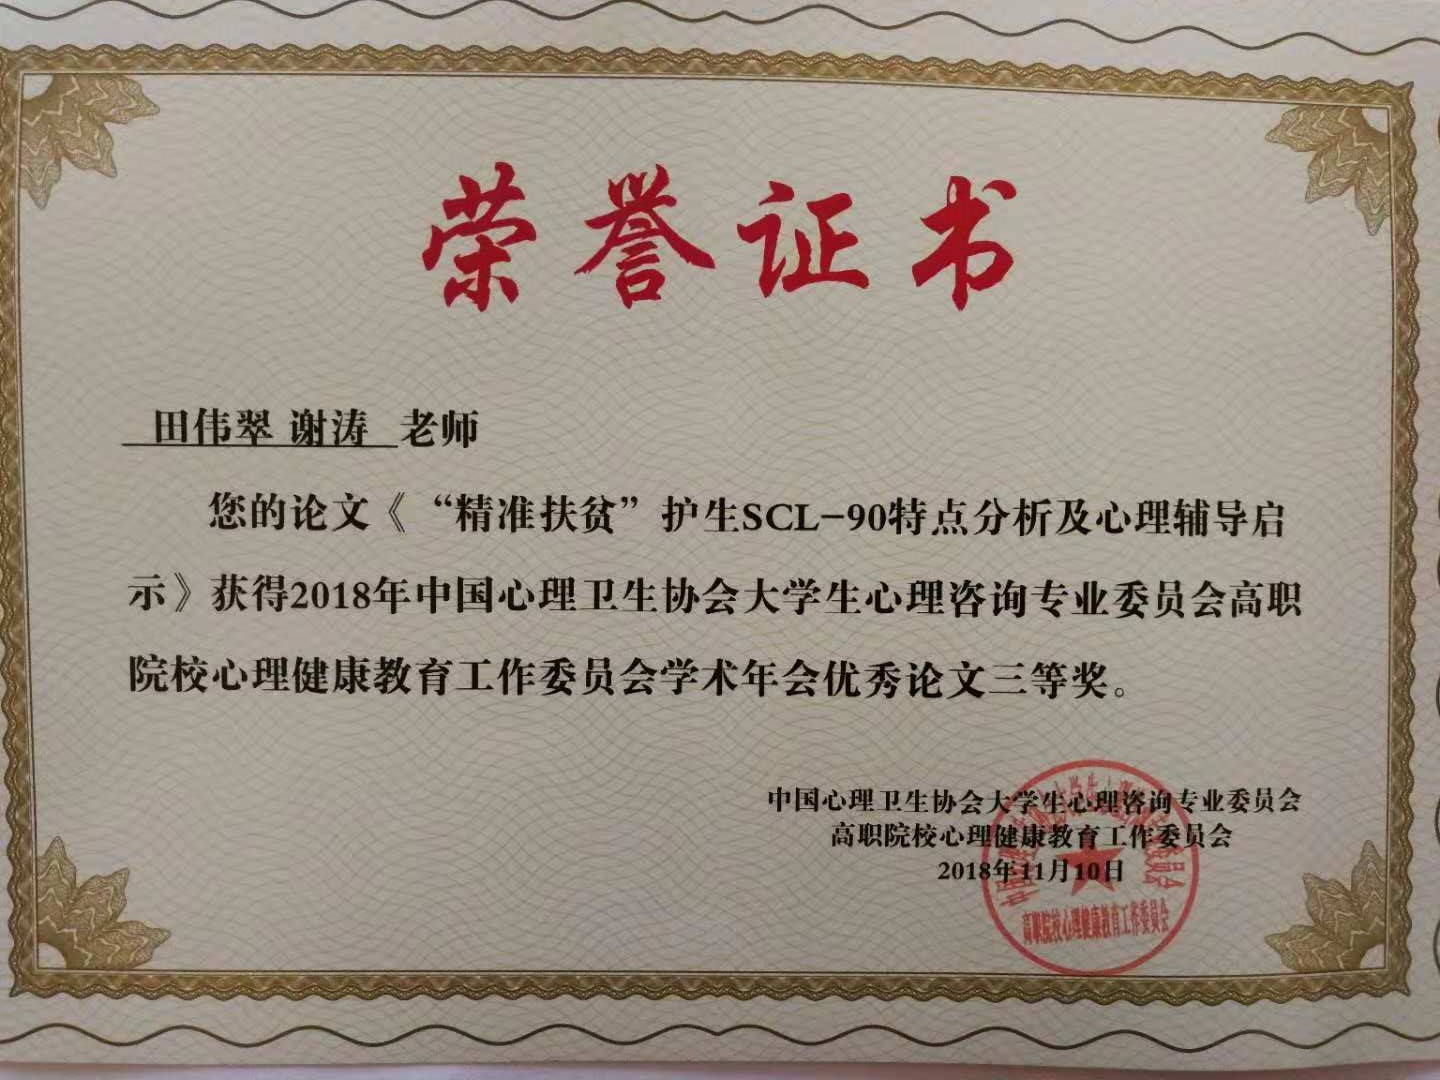 荣誉证书
田伟翠 谢涛 老师
您的论文《“精准扶贫”护生SCL-90特点分析及心理辅导启
示》获得2018年中国心理卫生协会大学生心理咨询专业委员会高职
院校心理健康教育工作委员会学术年会优秀论文三等奖。
中国心理卫生协会大学生心理咨询专业委员会
高职院校心理健康教育工作委员会
2018年11月10日
高职院校心理健康教育工作委员会